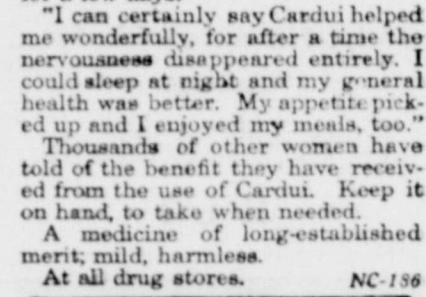 "I can certainly say Cardui helped
me wonderfully, for after a time the
nervousness disappeared entirely. I
could sleep at night and my general
health was better. My appetite pick-
ed up and I enjoyed my meals, too."
Thousands of other women have
told of the benefit they have receiv-
ed from the use of Cardui. Keep it
on hand, to take when needed.
A medicine of long-established
merit; mild, harmless.
At all drug stores. NC-186